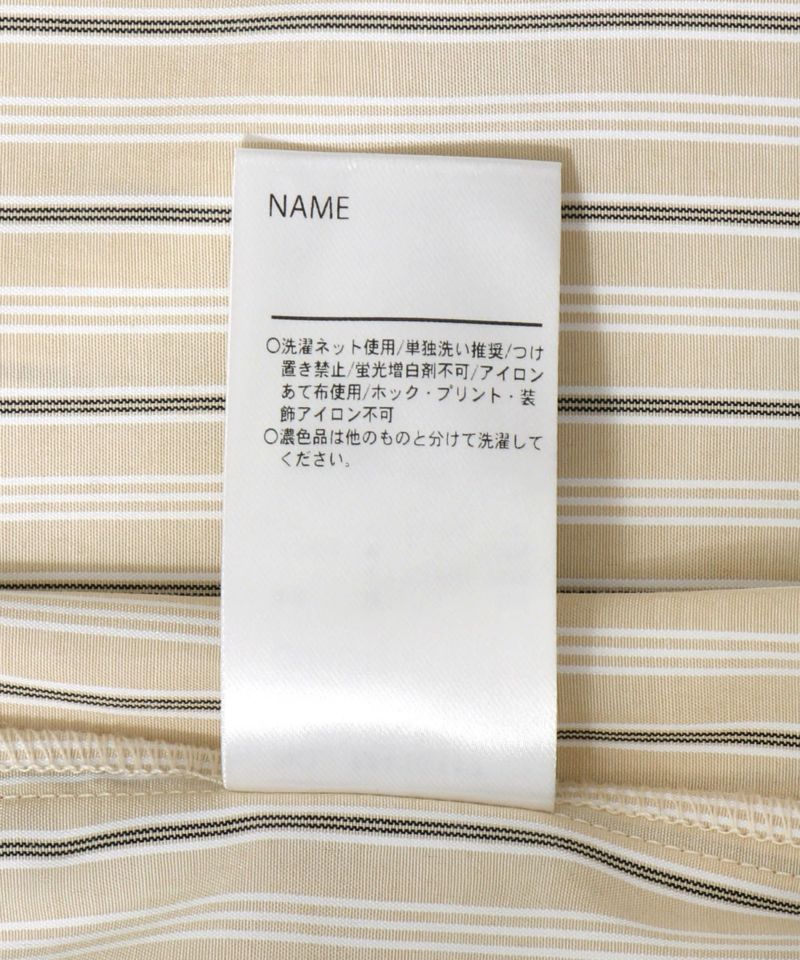 NAME
〇洗濯ネット使用/単独洗い推奨/つけ
置き禁止/蛍光増白剤不可/アイロン
あて布使用/ホック・プリント・装
飾アイロン不可
〇濃色品は他のものと分けて洗濯して
ください。